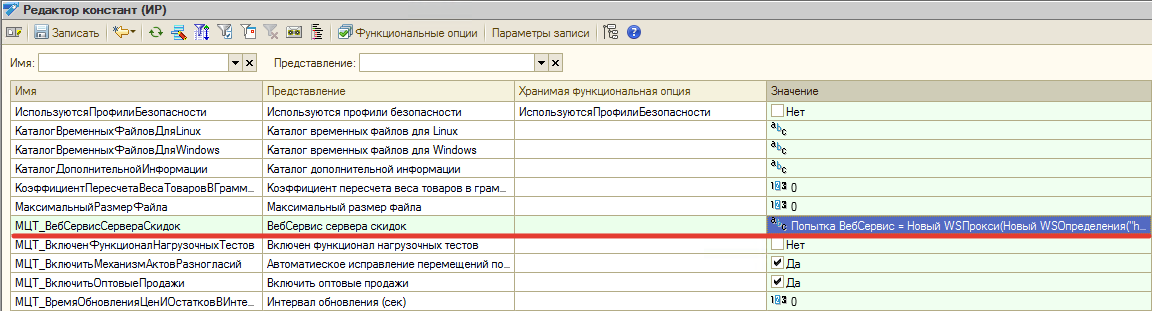 Редактор констант (ИР)
Записать Функциональные опции Параметры записи
Имя: Представление:
Имя Представление Хранимая функциональная опция Значение
ИспользуютсяПрофилиБезопасности Используются профили безопасности ИспользуютсяПрофилиБезопасности Нет
КаталогВременныхФайловДляLinux Каталог временных файлов для Linux
КаталогВременныхФайловДляWindows Каталог временных файлов для Windows
КаталогДополнительнойИнформации Каталог дополнительной информации
КоэффициентПересчетаВесаТоваровВГрамм... Коэффициент пересчета веса товаров в грам... 0
МаксимальныйРазмерФайла Максимальный размер файла 0
МЦТ_ВебСервисСервераСкидок ВебСервис сервера скидок Попытка ВебСервис = Новый WSПрокси(Новый WSОпределения("h...
МЦТ_ВключенФункционалНагрузочныхТестов Включен функционал нагрузочных тестов Нет
МЦТ_ВключитьМеханизмАктовРазногласий Автоматиеское исправление перемещений по... Да
МЦТ_ВключитьОптовыеПродажи Включить оптовые продажи Да
МЦТ_ВремяОбновленияЦенИОстатковВИнте... Интервал обновления (сек) 0